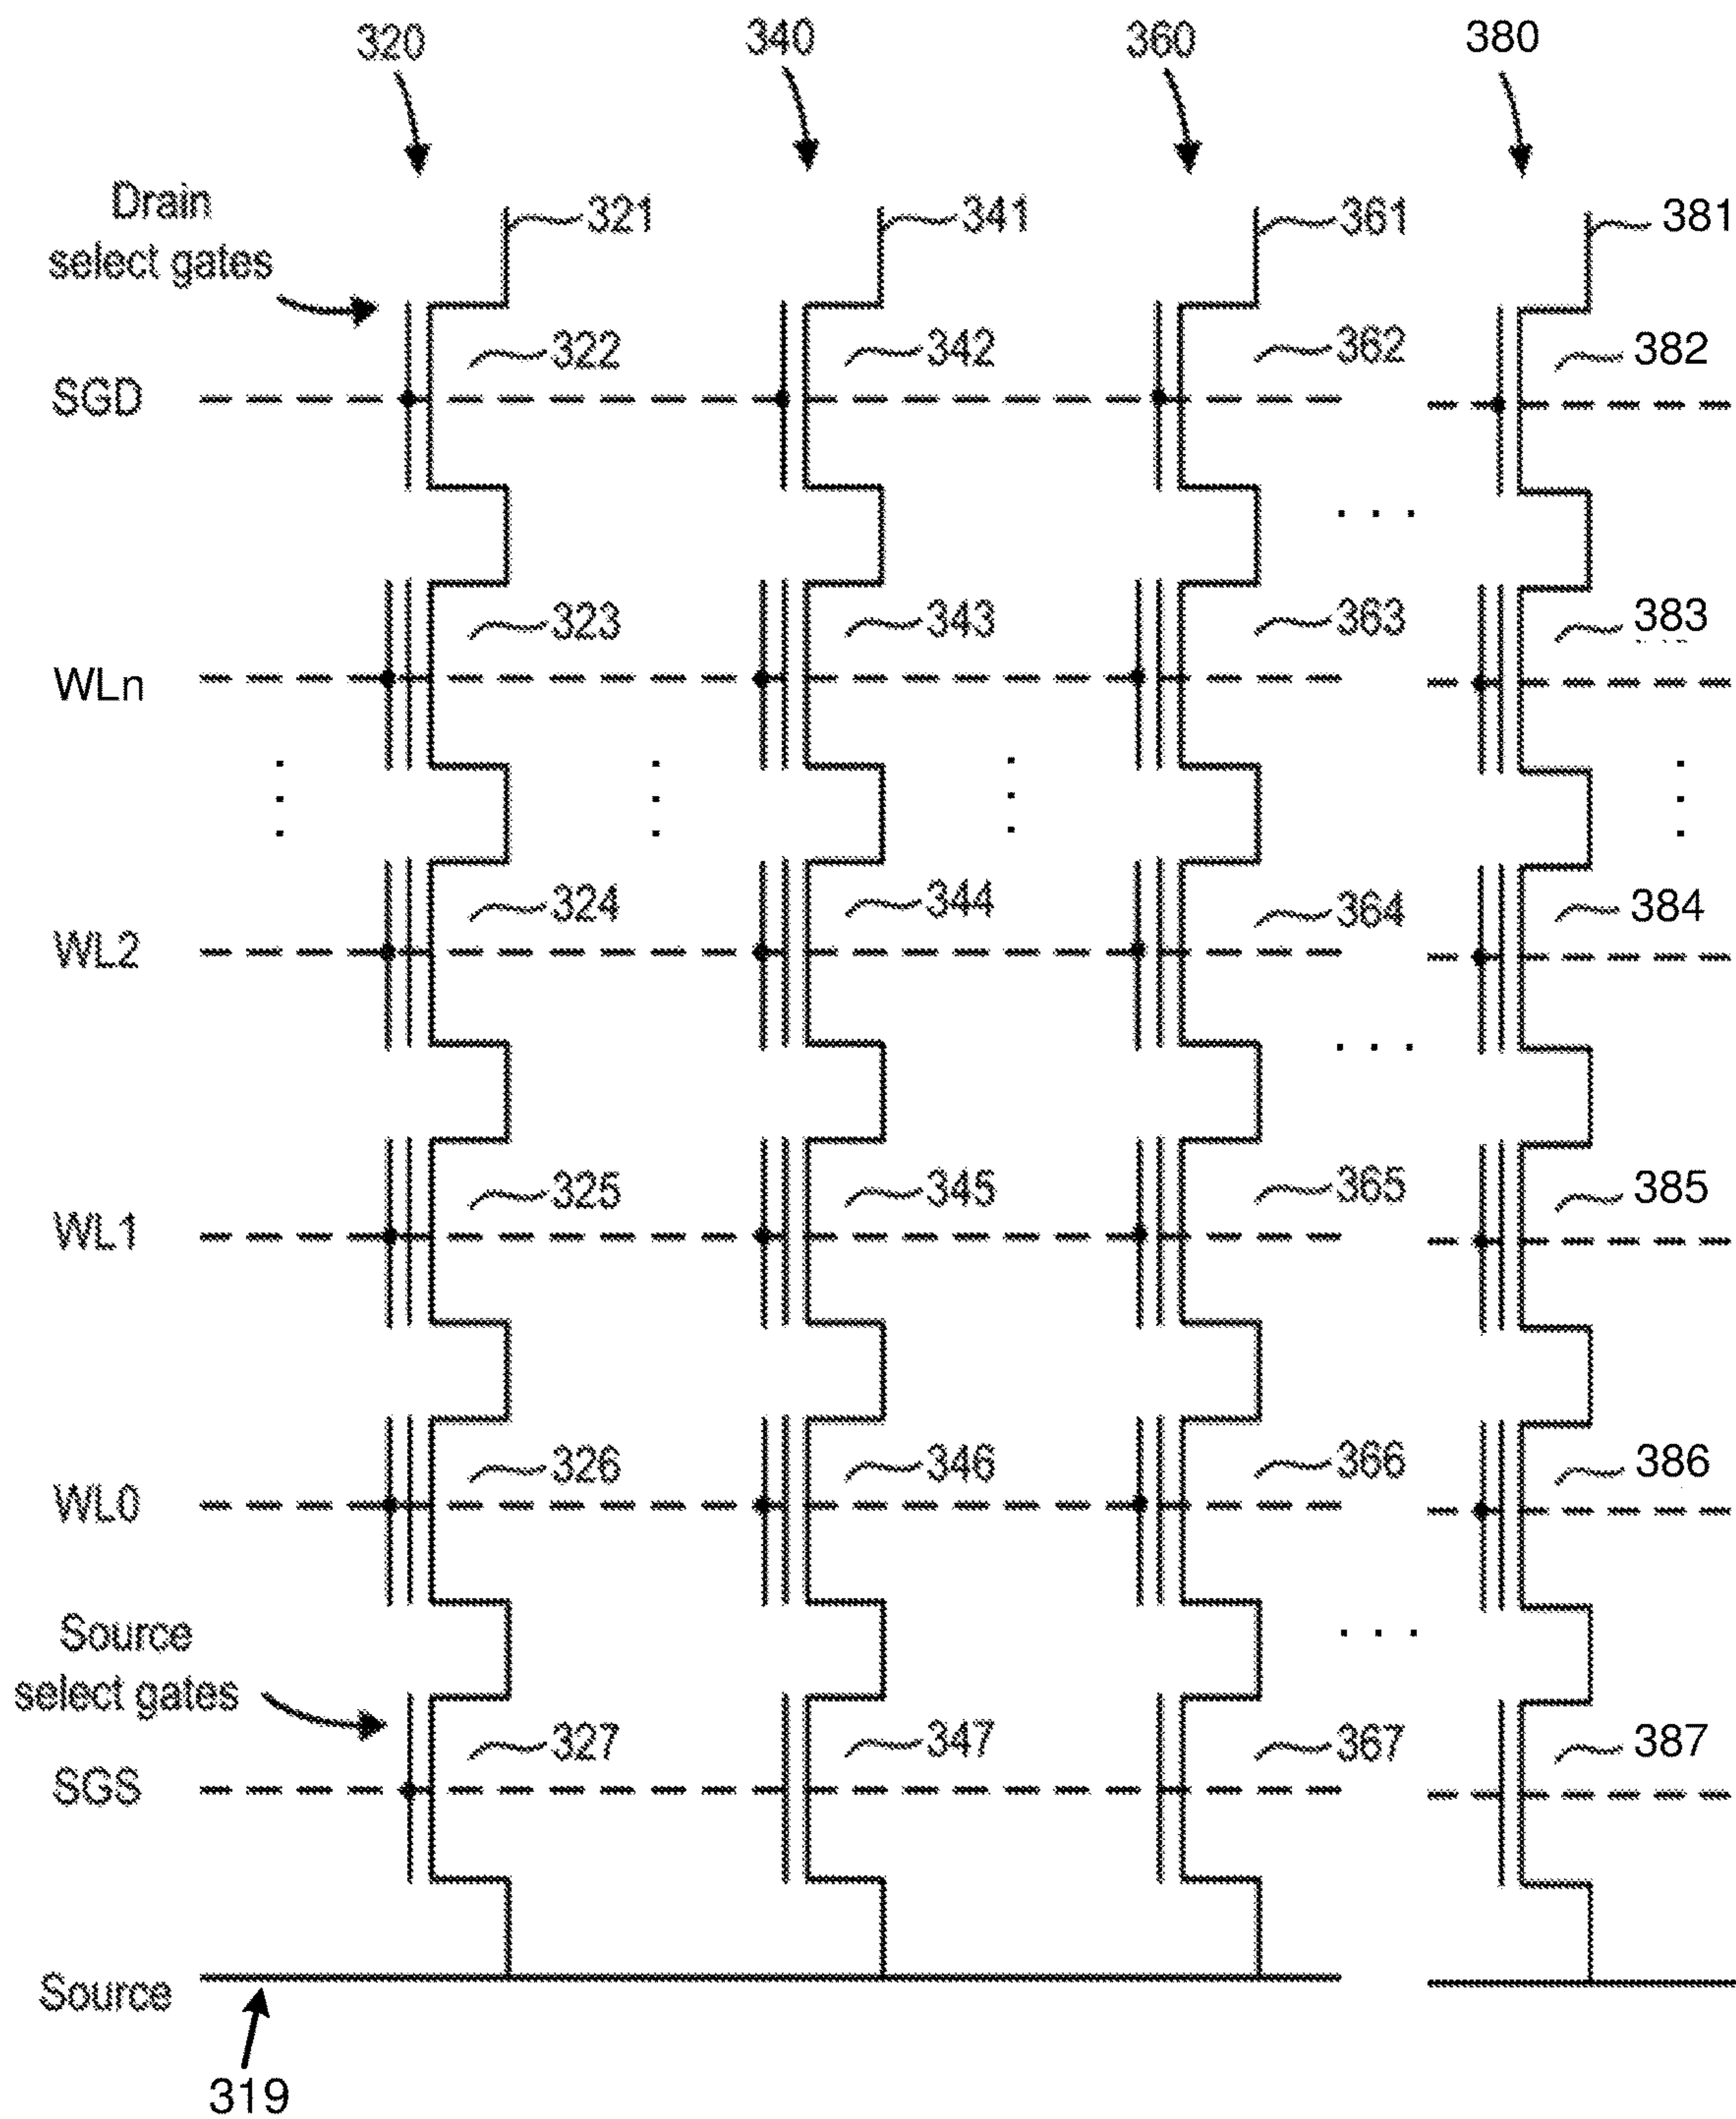 320 340 360 380
Drain
select gates
321 341 361 381
322 342 362 382
SGD
323 343 363 383
WLn
324 344 364 384
WL2
325 345 365 385
WL1
326 346 366 386
WL0
Source
select gates
327 347 367 387
SGS
Source
319